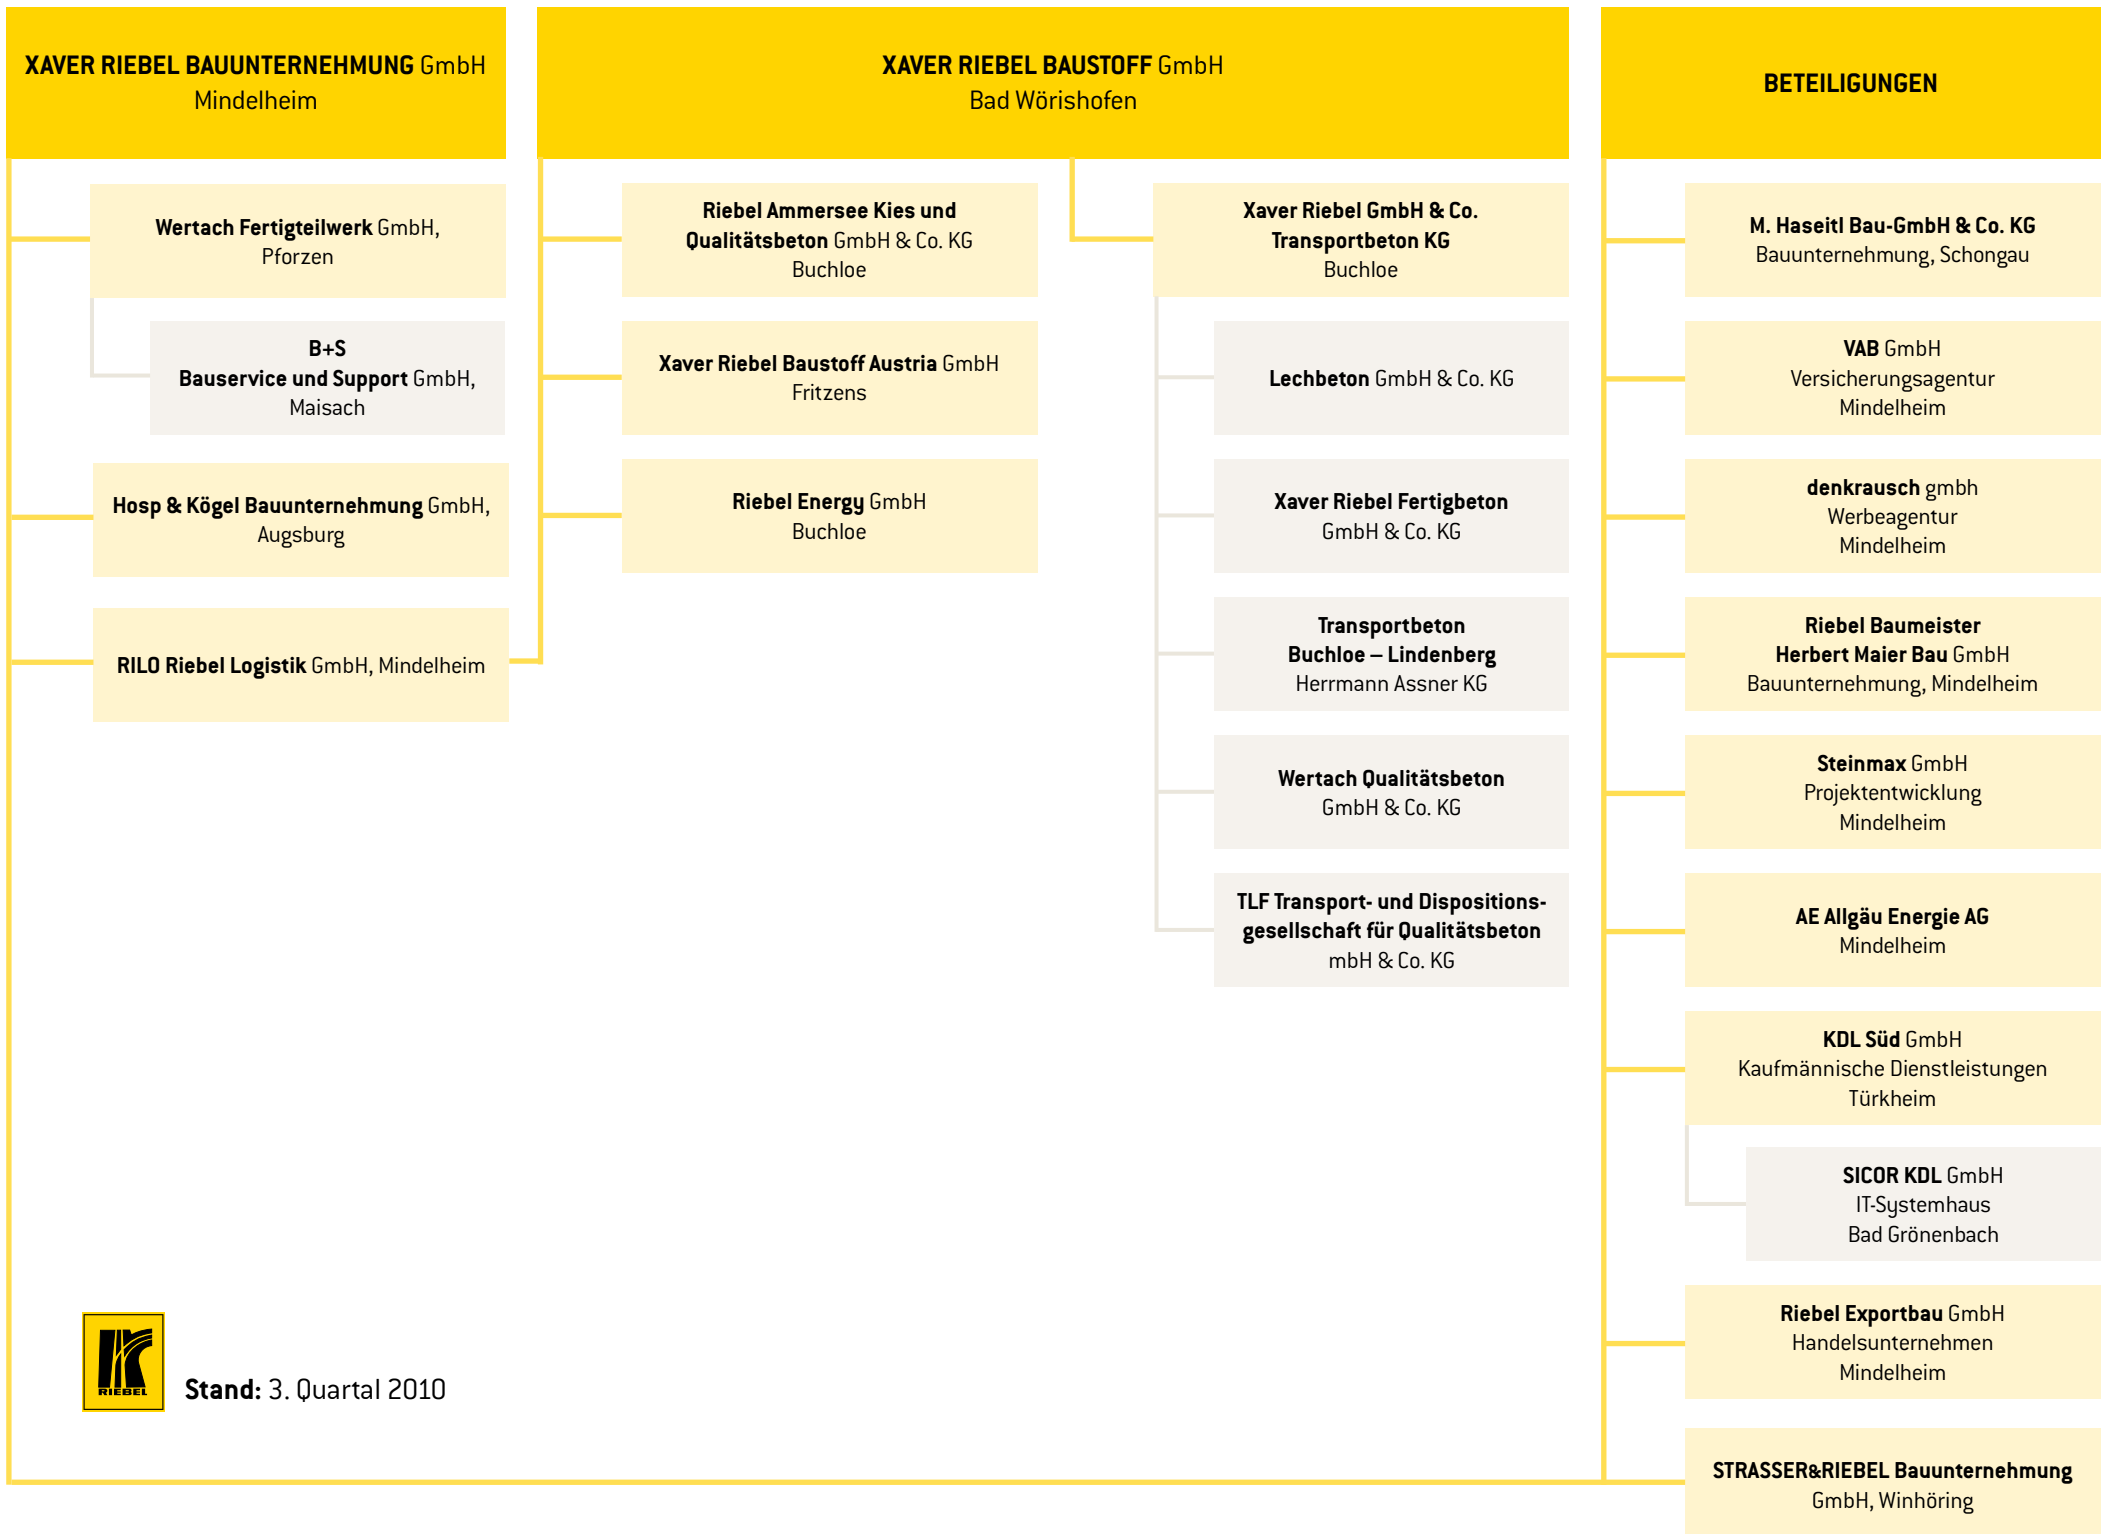 XAVER RIEBEL BAUUNTERNEHMUNG GmbH
Mindelheim
Wertach Fertigteilwerk GmbH,
Pforzen
B+S
Bauservice und Support GmbH,
Maisach
Hosp & Kögel Bauunternehmung GmbH,
Augsburg
RILO Riebel Logistik GmbH, Mindelheim
XAVER RIEBEL BAUSTOFF GmbH
Bad Wörishofen
Riebel Ammersee Kies und
Qualitätsbeton GmbH & Co. KG
Buchloe
Xaver Riebel Baustoff Austria GmbH
Fritzens
Riebel Energy GmbH
Buchloe
Xaver Riebel GmbH & Co.
Transportbeton KG
Buchloe
Lechbeton GmbH & Co. KG
Xaver Riebel Fertigbeton
GmbH & Co. KG
Transportbeton
Buchloe – Lindenberg
Herrmann Assner KG
Wertach Qualitätsbeton
GmbH & Co. KG
TLF Transport- und Dispositions-
gesellschaft für Qualitätsbeton
mbH & Co. KG
BETEILIGUNGEN
M. Haseitl Bau-GmbH & Co. KG
Bauunternehmung, Schongau
VAB GmbH
Versicherungsagentur
Mindelheim
denkrausch gmbh
Werbeagentur
Mindelheim
Riebel Baumeister
Herbert Maier Bau GmbH
Bauunternehmung, Mindelheim
Steinmax GmbH
Projektentwicklung
Mindelheim
AE Allgäu Energie AG
Mindelheim
KDL Süd GmbH
Kaufmännische Dienstleistungen
Türkheim
SICOR KDL GmbH
IT-Systemhaus
Bad Grönenbach
Riebel Exportbau GmbH
Handelsunternehmen
Mindelheim
STRASSER&RIEBEL Bauunternehmung
GmbH, Winhöring
RIEBEL
Stand: 3. Quartal 2010